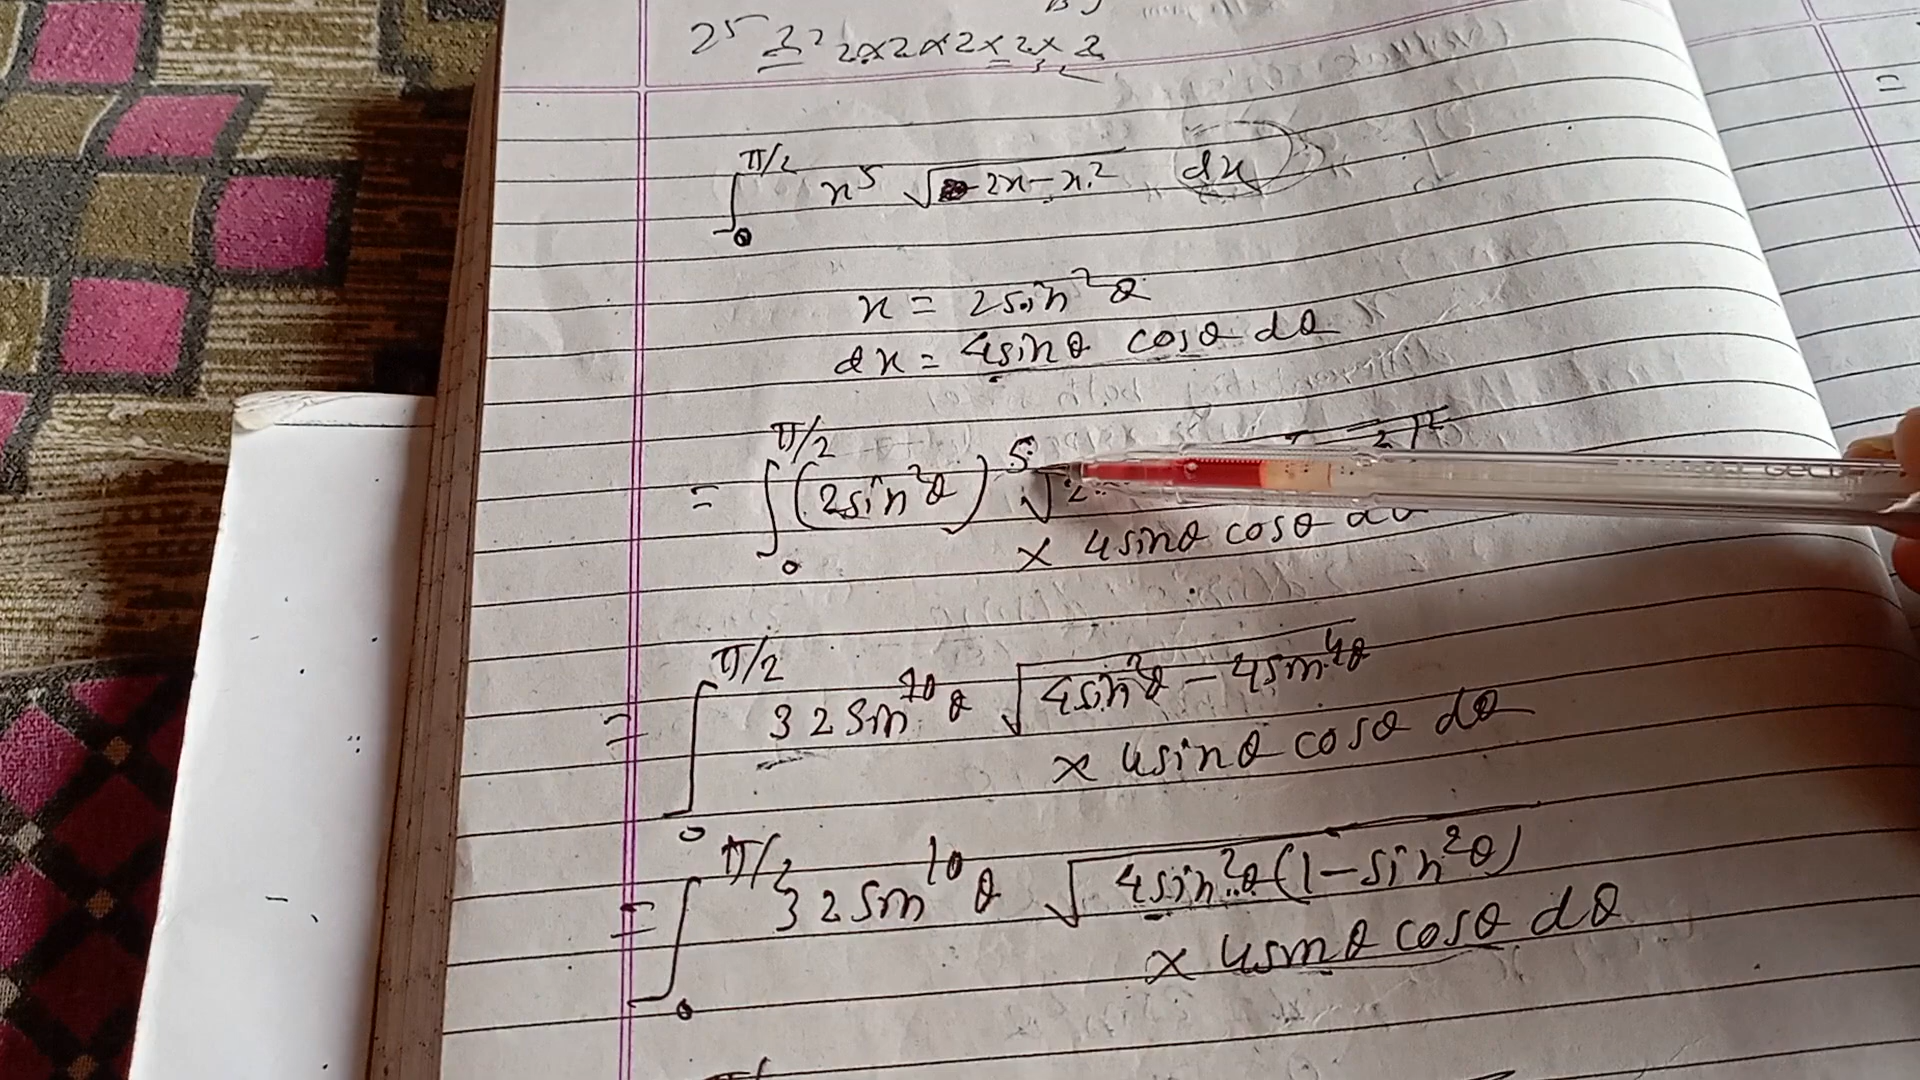 2⁵ 2² 2×2×2×2×2
∫₀^{π/2} x⁵ √(2x-x²) dx
x = 2sin²θ
dx = 4sinθ cosθ dθ
= ∫₀^{π/2} (2sin²θ)⁵ √2
× 4sinθ cosθ dθ
= ∫₀^{π/2} 32 sin¹⁰θ √(4sin²θ - 4sin⁴θ)
× 4sinθ cosθ dθ
= ∫₀^{π/2} 32 sin¹⁰θ √(4sin²θ(1-sin²θ))
× 4sinθ cosθ dθ
=